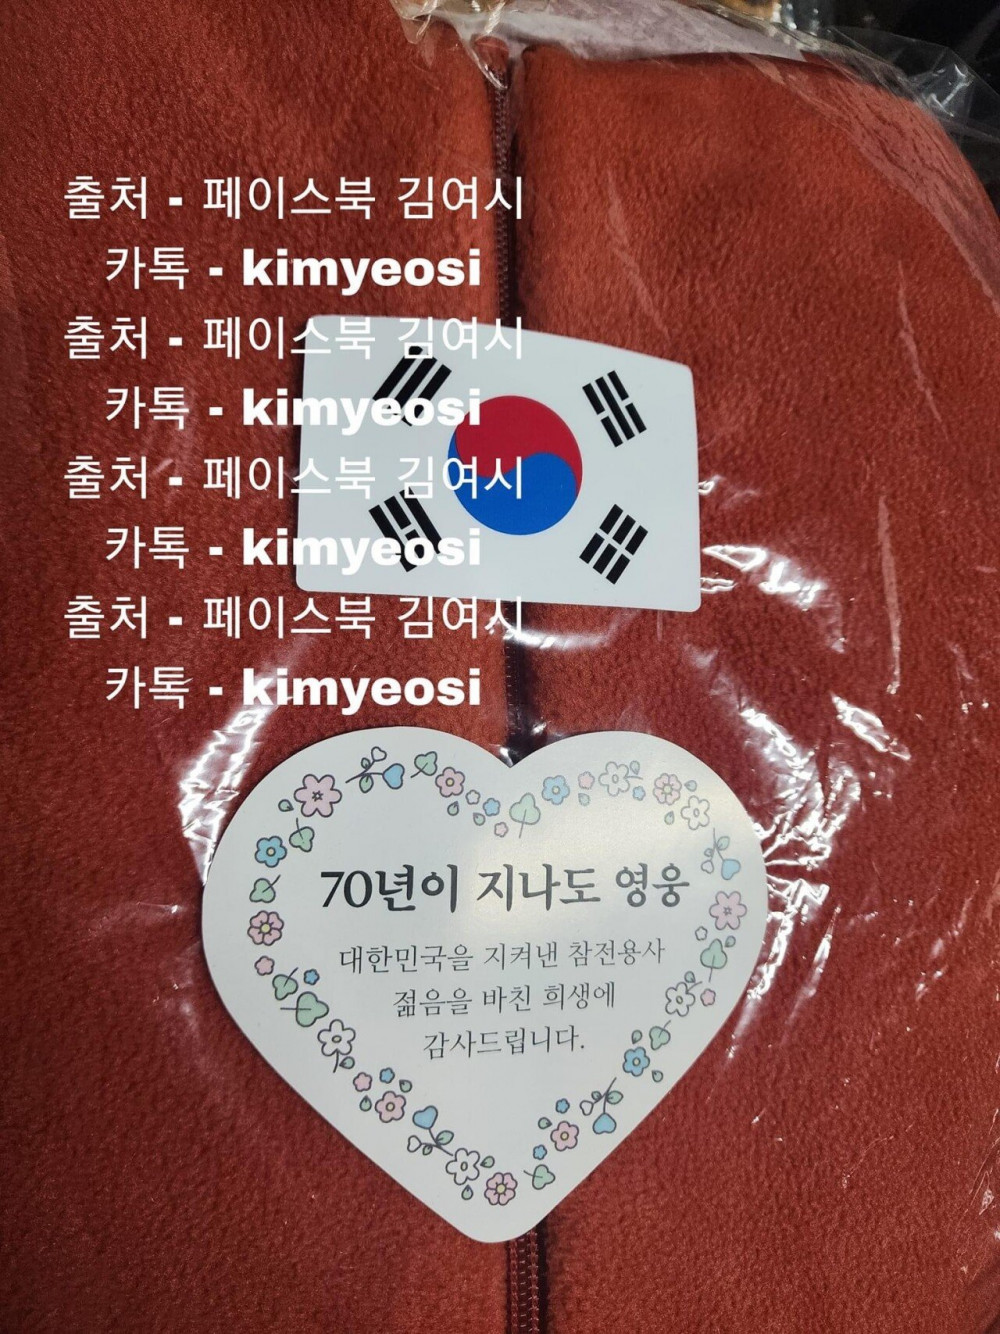 출처 - 페이스북 김여시
카톡 - kimyeosi
출처 - 페이스북 김여시
카톡 - kimyeosi
출처 - 페이스북 김여시
카톡 - kimyeosi
출처 - 페이스북 김여시
카톡 - kimyeosi
70년이 지나도 영웅
대한민국을 지켜낸 참전용사
젊음을 바친 희생에
감사드립니다.